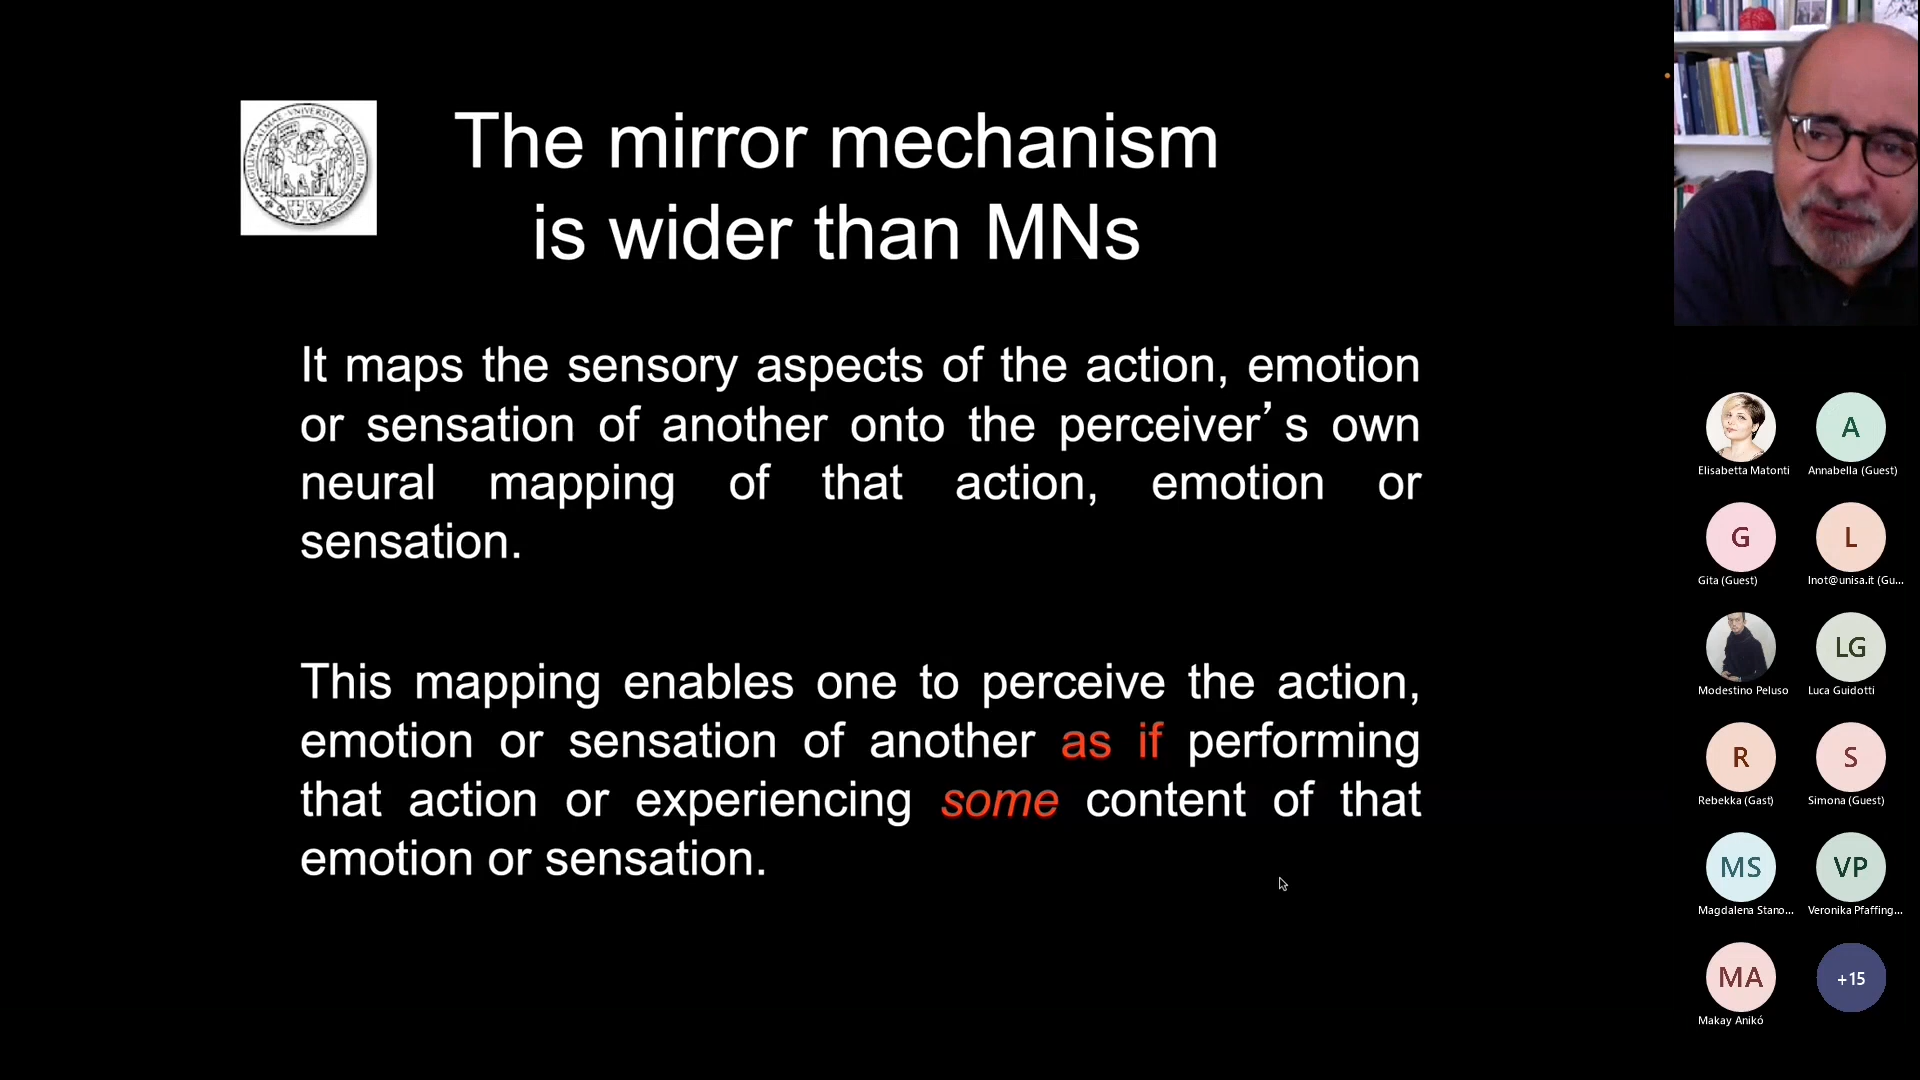 The mirror mechanism
is wider than MNs
It maps the sensory aspects of the action, emotion
or sensation of another onto the perceiver’s own
neural mapping of that action, emotion or
sensation.
This mapping enables one to perceive the action,
emotion or sensation of another as if performing
that action or experiencing some content of that
emotion or sensation.
Elisabetta Matonti
A
Annabella (Guest)
G
Gita (Guest)
L
lnot@unisa.it (Gu...
Modestino Peluso
LG
Luca Guidotti
R
Rebekka (Gast)
S
Simona (Guest)
MS
Magdalena Stano...
VP
Veronika Pfaffing...
MA
Makay Anikó
+15